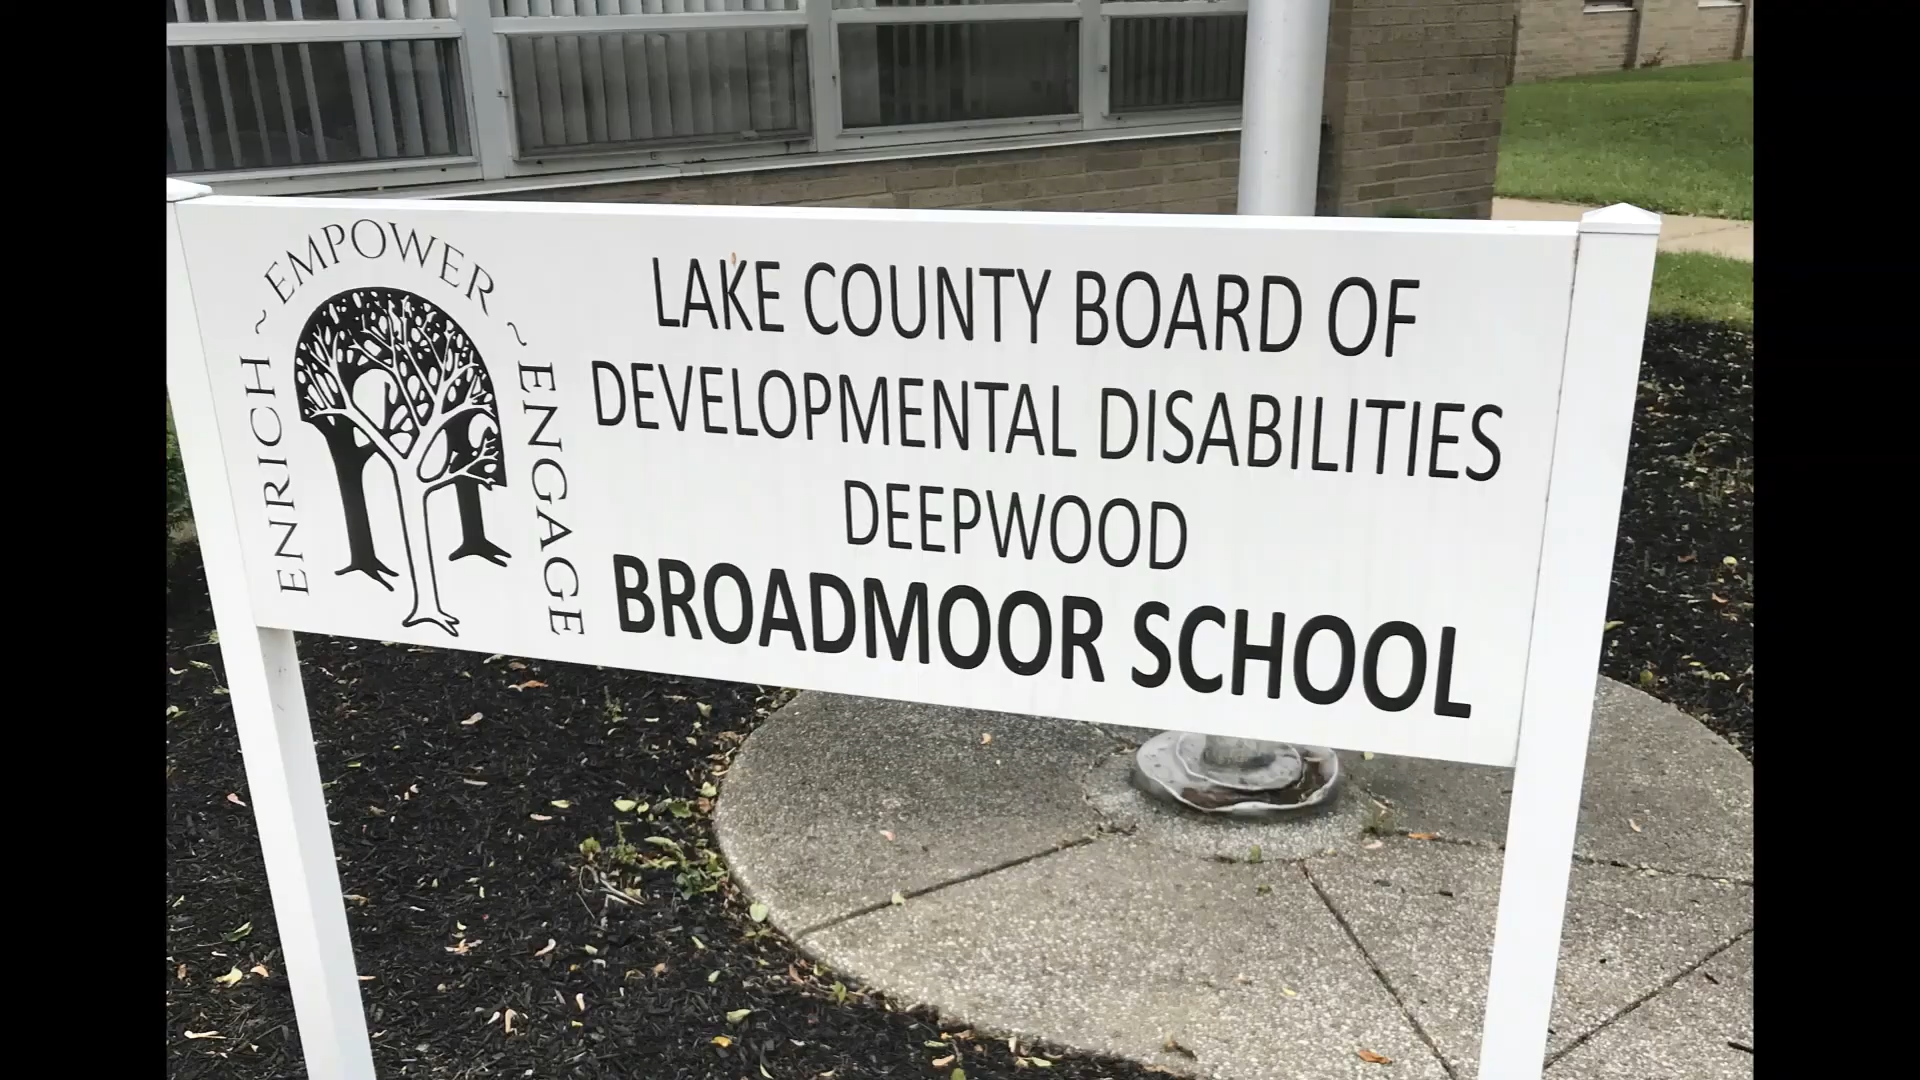 ENRICH ~ EMPOWER ~ ENGAGE
LAKE COUNTY BOARD OF
DEVELOPMENTAL DISABILITIES
DEEPWOOD
BROADMOOR SCHOOL